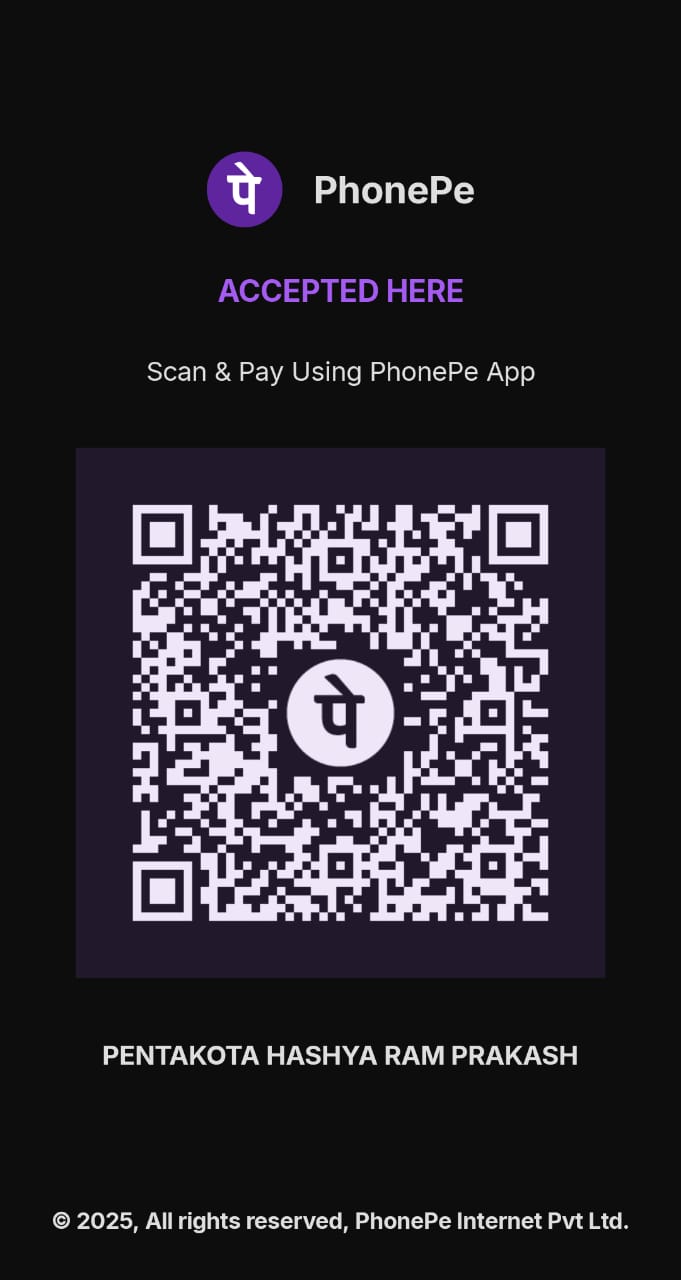 पे PhonePe
ACCEPTED HERE
Scan & Pay Using PhonePe App
पे
PENTAKOTA HASHYA RAM PRAKASH
© 2025, All rights reserved, PhonePe Internet Pvt Ltd.